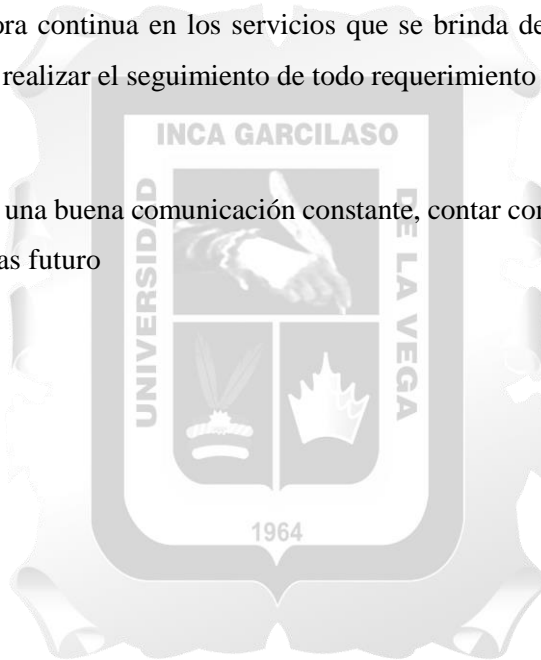 ora continua en los servicios que se brinda de
realizar el seguimiento de todo requerimiento
INCA GARCILASO
UNIVERSIDAD
DE LA VEGA
una buena comunicación constante, contar con
as futuro
1964